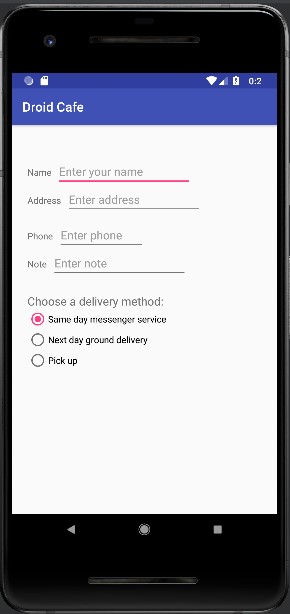 0:2
Droid Cafe
Name Enter your name
Address Enter address
Phone Enter phone
Note Enter note
Choose a delivery method:
Same day messenger service
Next day ground delivery
Pick up